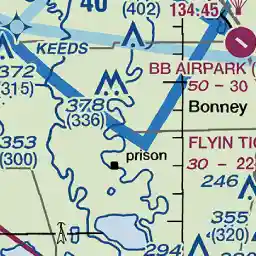 40
134.45
(402)
KEEDS
372
(315)
BB AIRPARK (
50 - 30
378
(336)
Bonney
353
(300)
FLYIN TIG
30 - 22
prison
246
355
(320)
294